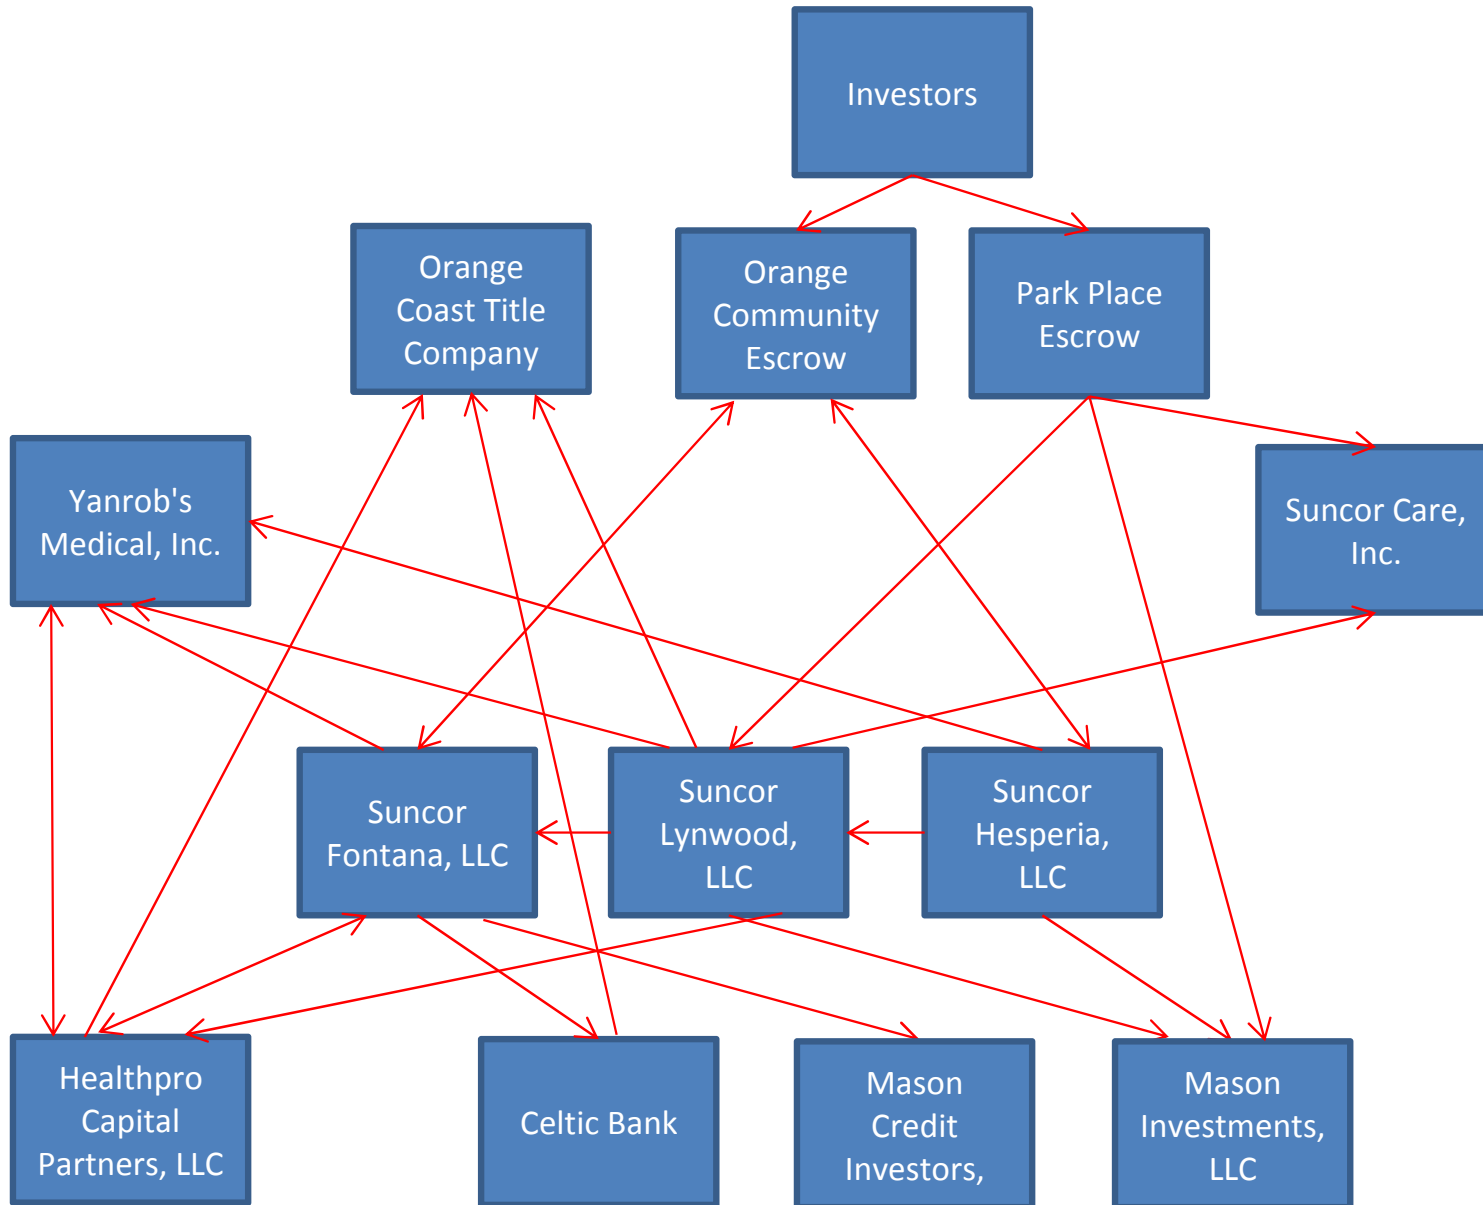 Investors
Orange
Coast Title
Company
Orange
Community
Escrow
Park Place
Escrow
Yanrob's
Medical, Inc.
Suncor Care,
Inc.
Suncor
Fontana, LLC
Suncor
Lynwood,
LLC
Suncor
Hesperia,
LLC
Healthpro
Capital
Partners, LLC
Celtic Bank
Mason
Credit
Investors,
Mason
Investments,
LLC